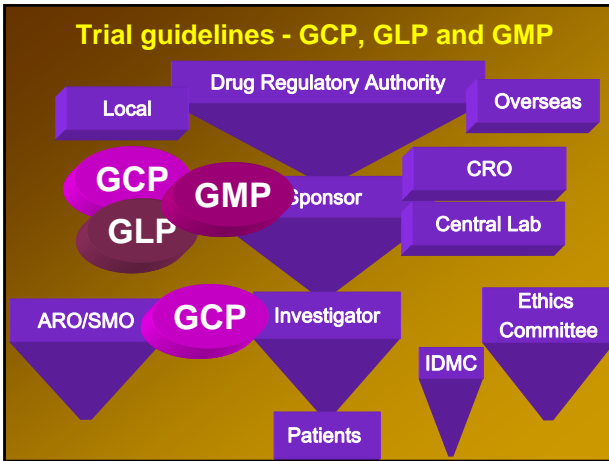 Trial guidelines - GCP, GLP and GMP
Drug Regulatory Authority
Local
Overseas
GCP
GMP
GLP
Sponsor
CRO
Central Lab
ARO/SMO
GCP
Investigator
Ethics
Committee
IDMC
Patients